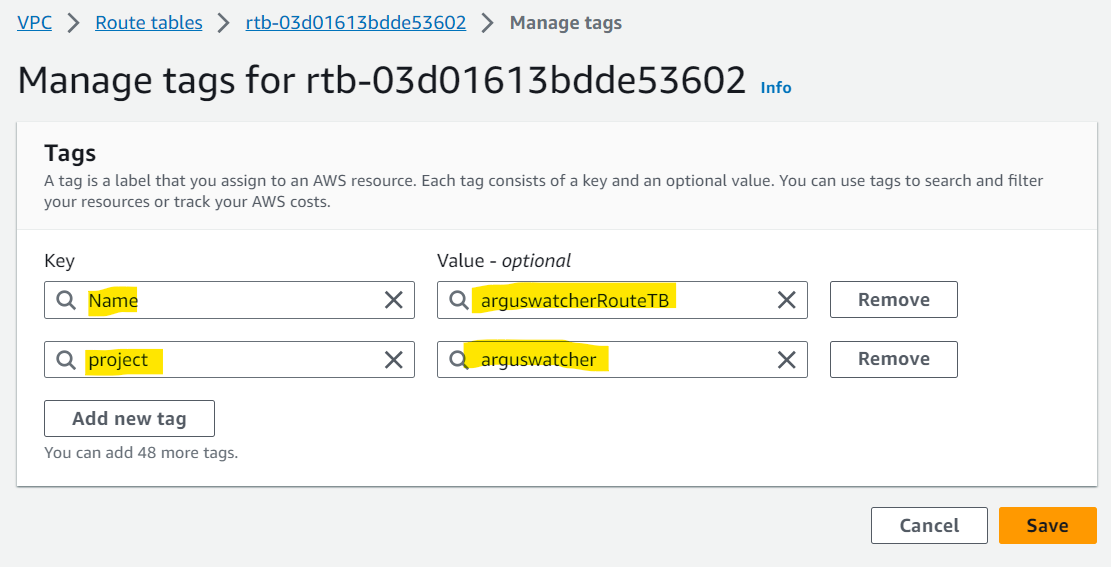 VPC > Route tables > rtb-03d01613bdde53602 > Manage tags
Manage tags for rtb-03d01613bdde53602 Info
Tags
A tag is a label that you assign to an AWS resource. Each tag consists of a key and an optional value. You can use tags to search and filter
your resources or track your AWS costs.
Key Value - optional
Name arguswatcherRouteTB Remove
project arguswatcher Remove
Add new tag
You can add 48 more tags.
Cancel Save